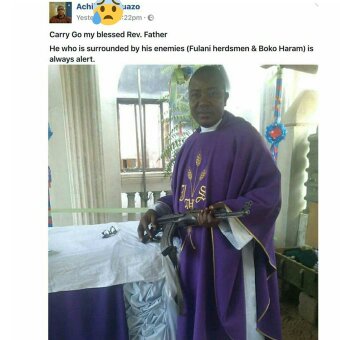 Carry Go my blessed Rev. Father
He who is surrounded by his enemies (Fulani herdsmen & Boko Haram) is
always alert.